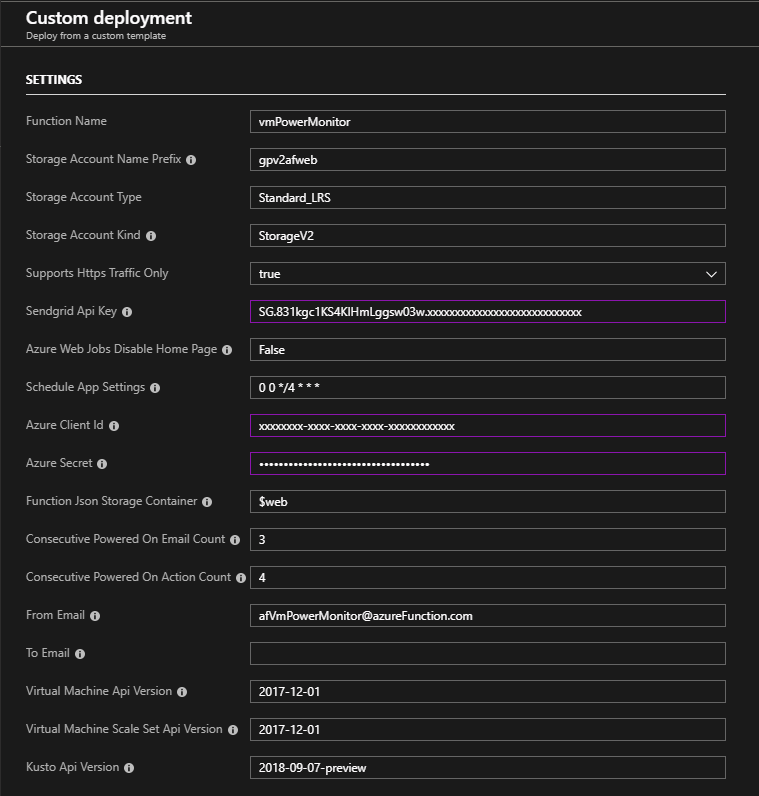 Custom deployment
Deploy from a custom template
SETTINGS
Function Name vmPowerMonitor
Storage Account Name Prefix gpv2afweb
Storage Account Type Standard_LRS
Storage Account Kind StorageV2
Supports Https Traffic Only true
Sendgrid Api Key SG.831kgc1KS4KIHmLggsw03w.xxxxxxxxxxxxxxxxxxxxxxxxxxxxx
Azure Web Jobs Disable Home Page False
Schedule App Settings 0 0 */4 * * *
Azure Client Id xxxxxxxx-xxxx-xxxx-xxxx-xxxxxxxxxxxx
Azure Secret ••••••••••••••••••••••••••••••••••
Function Json Storage Container $web
Consecutive Powered On Email Count 3
Consecutive Powered On Action Count 4
From Email afVmPowerMonitor@azureFunction.com
To Email
Virtual Machine Api Version 2017-12-01
Virtual Machine Scale Set Api Version 2017-12-01
Kusto Api Version 2018-09-07-preview